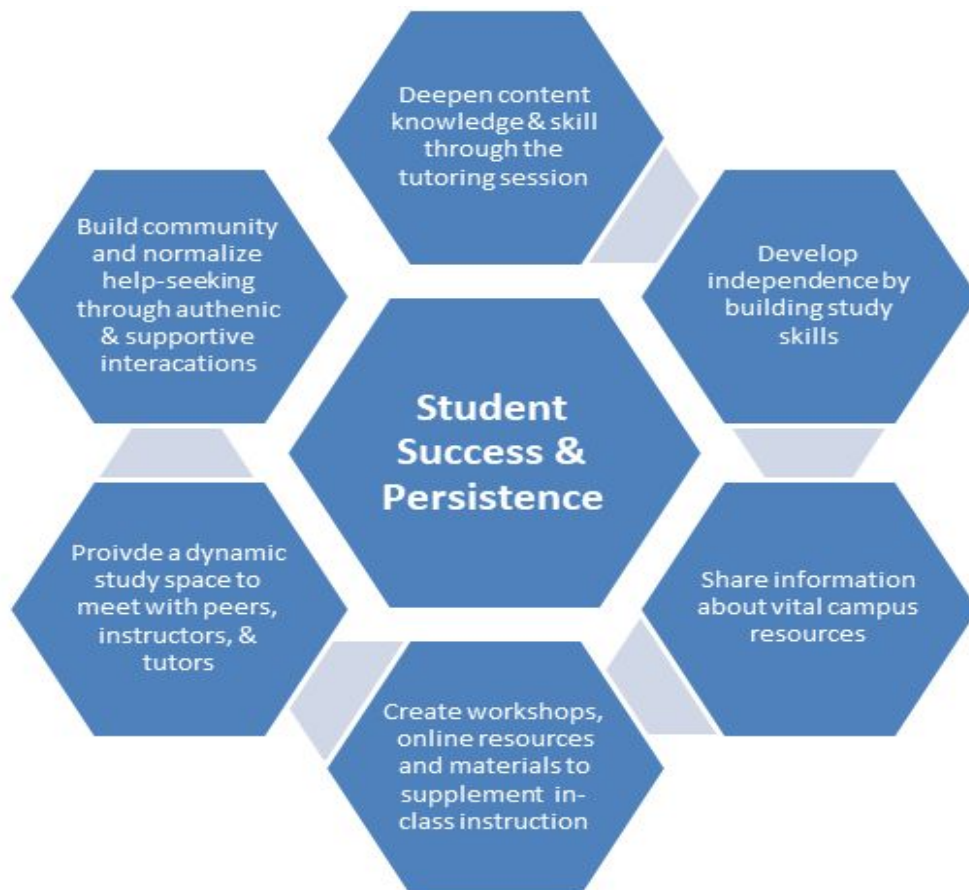 Deepen content
knowledge & skill
through the
tutoring session
Develop
independence by
building study
skills
Share information
about vital campus
resources
Create workshops,
online resources
and materials to
supplement in-
class instruction
Proivde a dynamic
study space to
meet with peers,
instructors, &
tutors
Build community
and normalize
help-seeking
through authenic
& supportive
interacations
Student
Success &
Persistence